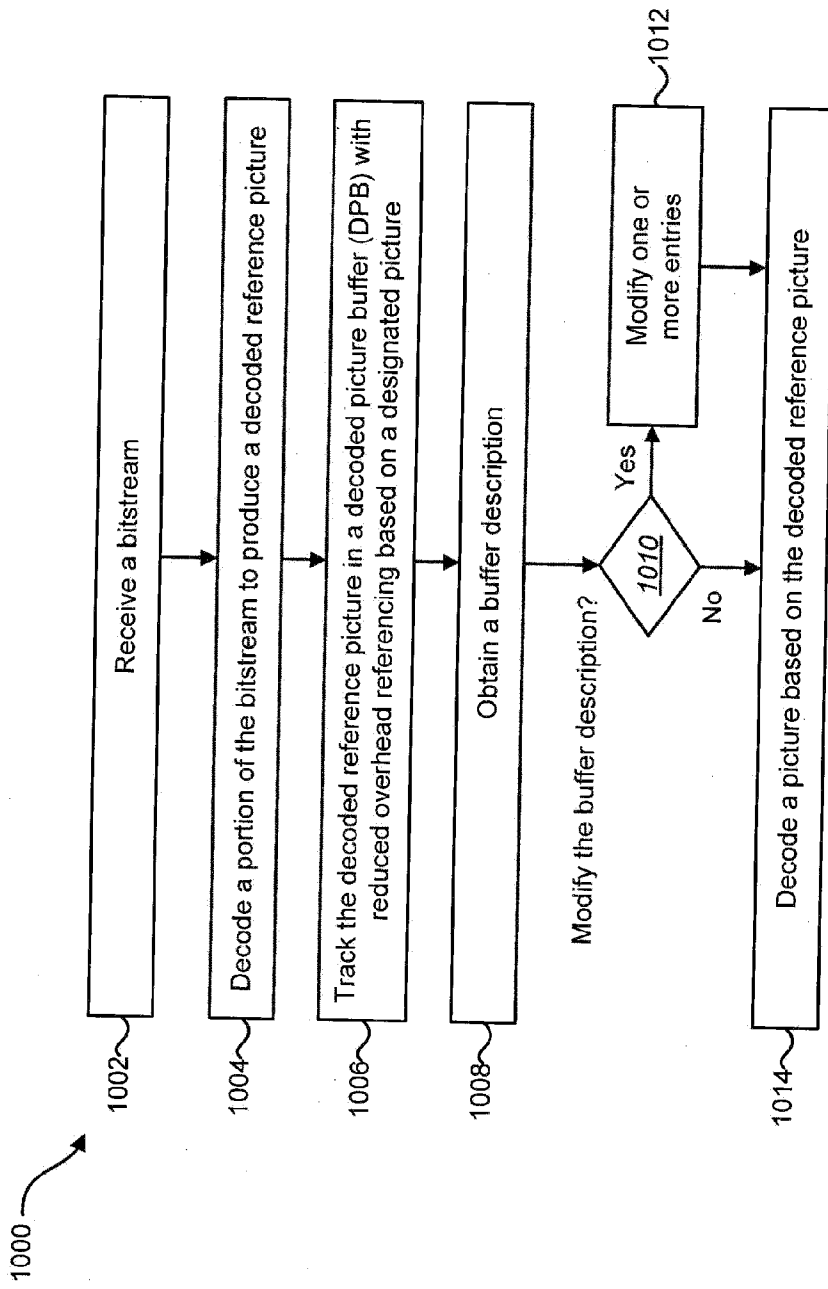 1000
1002
Receive a bitstream
1004
Decode a portion of the bitstream to produce a decoded reference picture
1006
Track the decoded reference picture in a decoded picture buffer (DPB) with
reduced overhead referencing based on a designated picture
1008
Obtain a buffer description
Modify the buffer description?
1010
Yes
No
Modify one or
more entries
1012
1014
Decode a picture based on the decoded reference picture